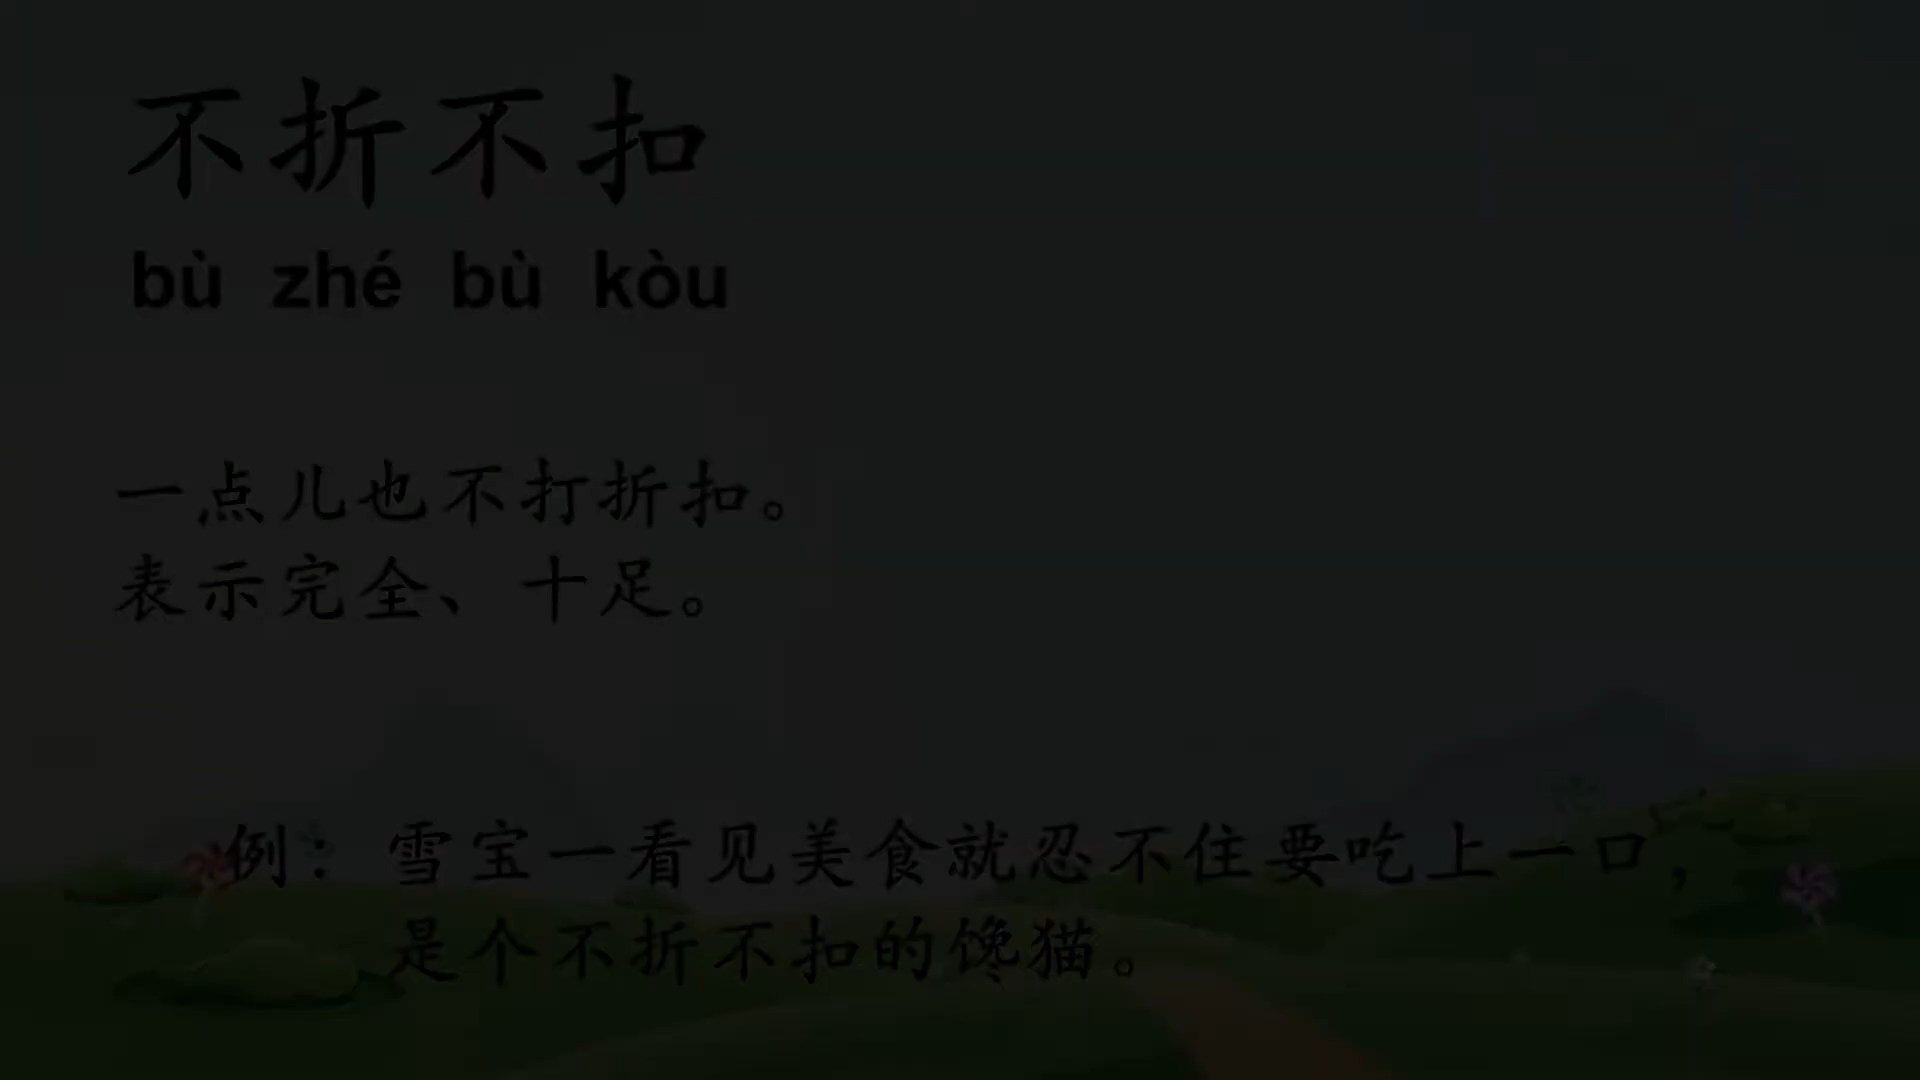 不折不扣
bù zhé bù kòu
一点儿也不打折扣。
表示完全、十足。
例：雪宝一看见美食就忍不住要吃上一口，
是个不折不扣的馋猫。